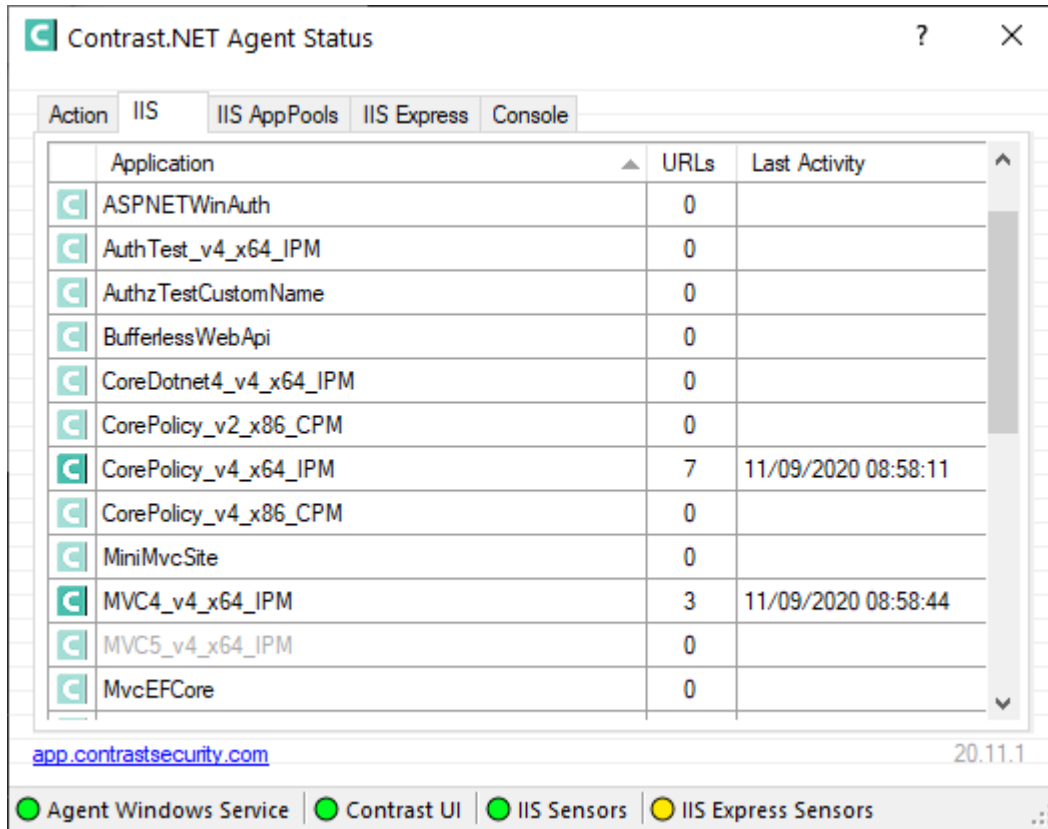 Contrast.NET Agent Status ?
Action IIS IIS AppPools IIS Express Console
Application URLs Last Activity
ASPNETWinAuth 0
AuthTest_v4_x64_IPM 0
AuthzTestCustomName 0
BufferlessWebApi 0
CoreDotnet4_v4_x64_IPM 0
CorePolicy_v2_x86_CPM 0
CorePolicy_v4_x64_IPM 7 11/09/2020 08:58:11
CorePolicy_v4_x86_CPM 0
MiniMvcSite 0
MVC4_v4_x64_IPM 3 11/09/2020 08:58:44
MVC5_v4_x64_IPM 0
MvcEFCore 0
app.contrastsecurity.com 20.11.1
Agent Windows Service Contrast UI IIS Sensors IIS Express Sensors